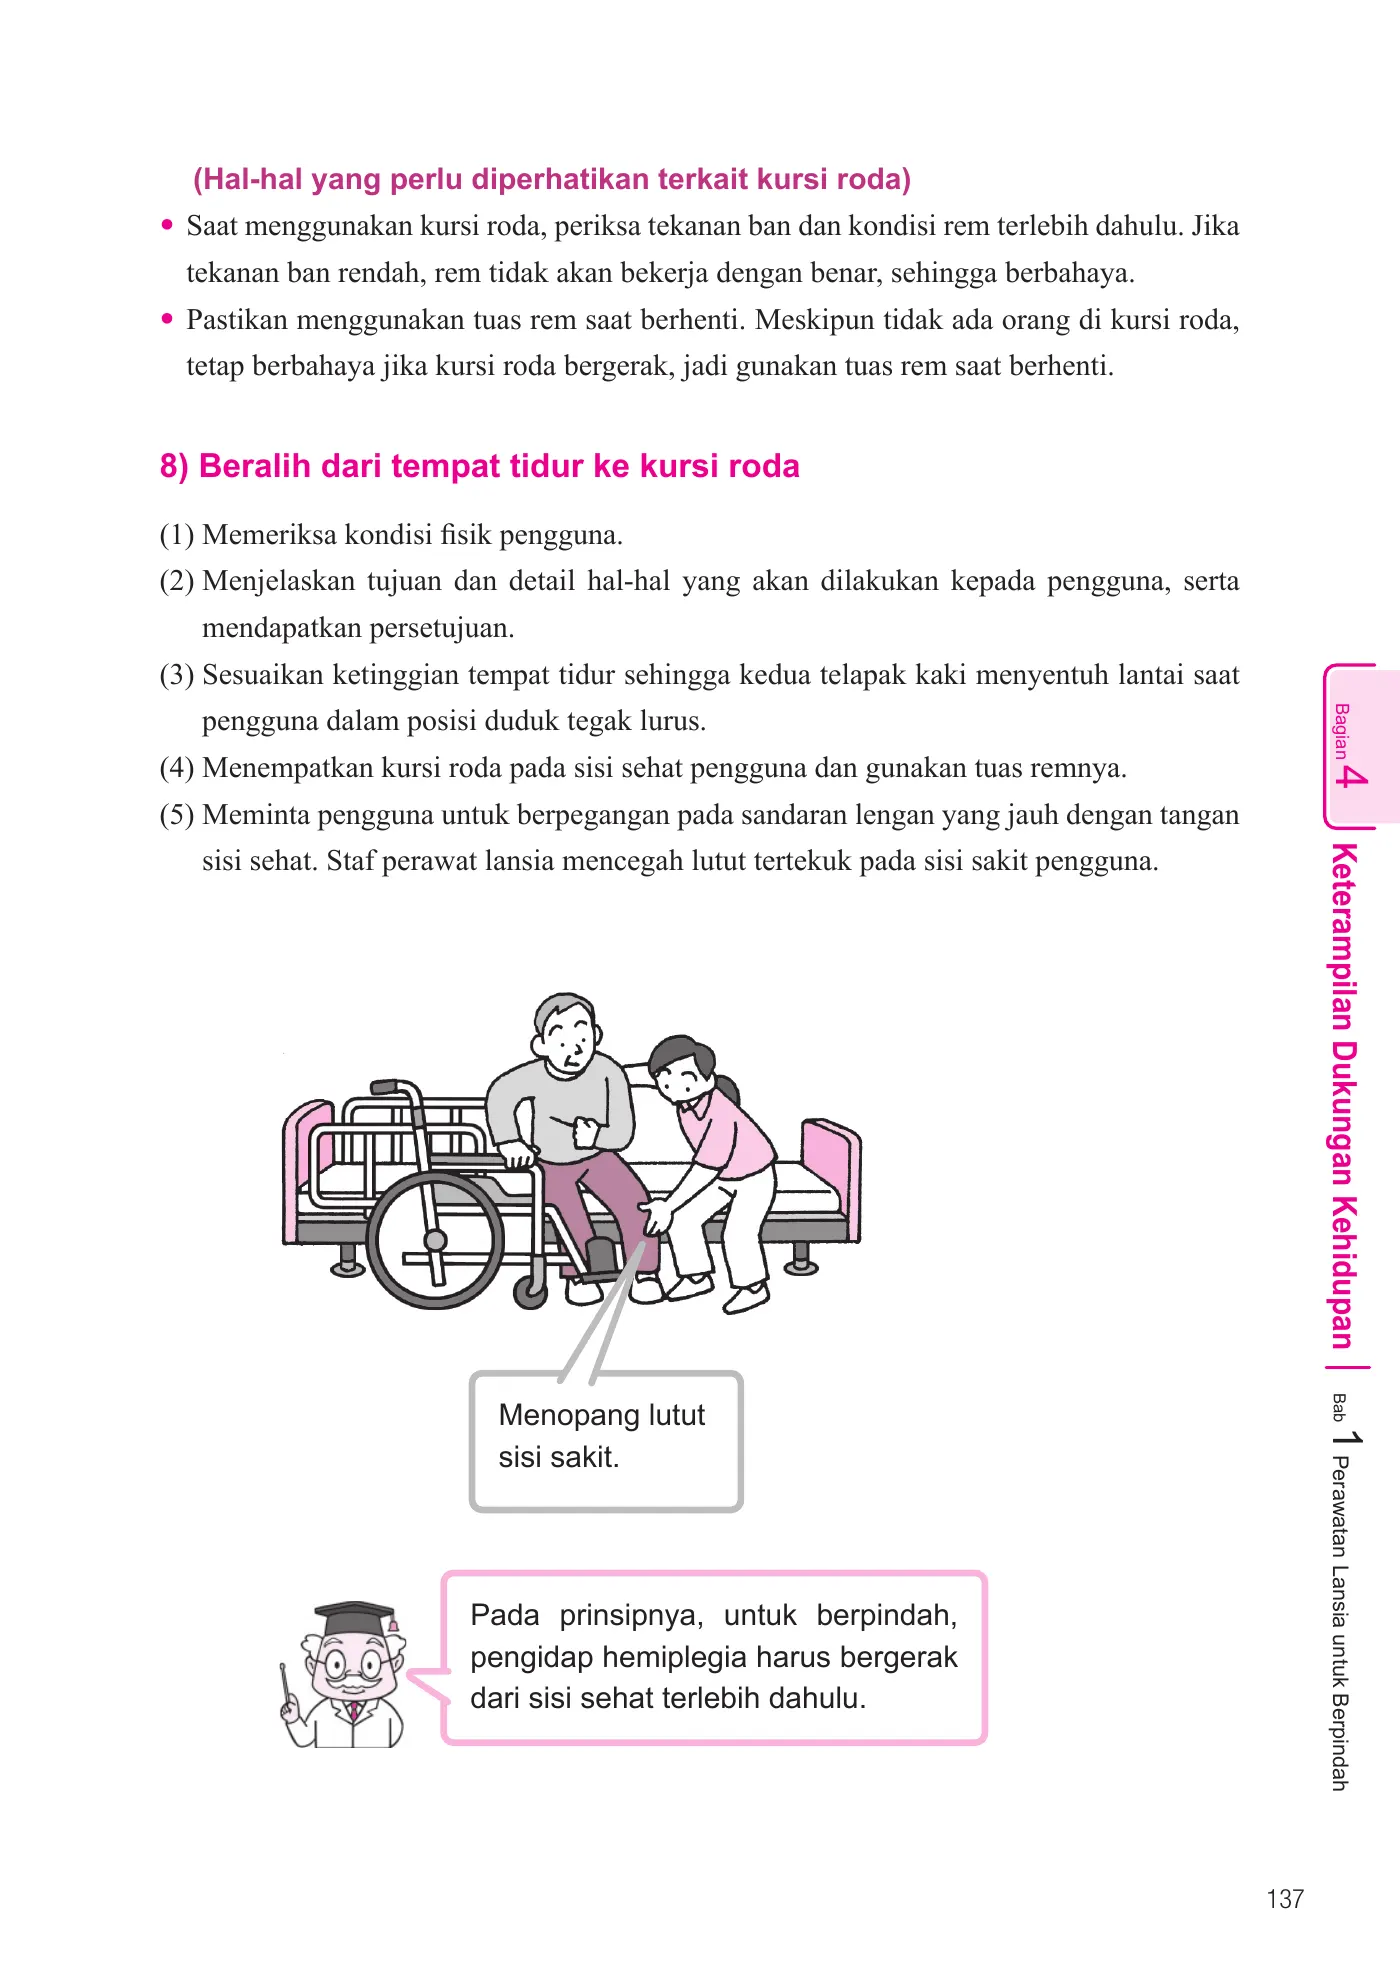 (Hal-hal yang perlu diperhatikan terkait kursi roda)
• Saat menggunakan kursi roda, periksa tekanan ban dan kondisi rem terlebih dahulu. Jika
tekanan ban rendah, rem tidak akan bekerja dengan benar, sehingga berbahaya.
• Pastikan menggunakan tuas rem saat berhenti. Meskipun tidak ada orang di kursi roda,
tetap berbahaya jika kursi roda bergerak, jadi gunakan tuas rem saat berhenti.
8) Beralih dari tempat tidur ke kursi roda
(1) Memeriksa kondisi fisik pengguna.
(2) Menjelaskan tujuan dan detail hal-hal yang akan dilakukan kepada pengguna, serta
mendapatkan persetujuan.
(3) Sesuaikan ketinggian tempat tidur sehingga kedua telapak kaki menyentuh lantai saat
pengguna dalam posisi duduk tegak lurus.
(4) Menempatkan kursi roda pada sisi sehat pengguna dan gunakan tuas remnya.
(5) Meminta pengguna untuk berpegangan pada sandaran lengan yang jauh dengan tangan
sisi sehat. Staf perawat lansia mencegah lutut tertekuk pada sisi sakit pengguna.
Menopang lutut
sisi sakit.
Pada prinsipnya, untuk berpindah,
pengidap hemiplegia harus bergerak
dari sisi sehat terlebih dahulu.
Bagian 4 Keterampilan Dukungan Kehidupan Bab 1 Perawatan Lansia untuk Berpindah
137